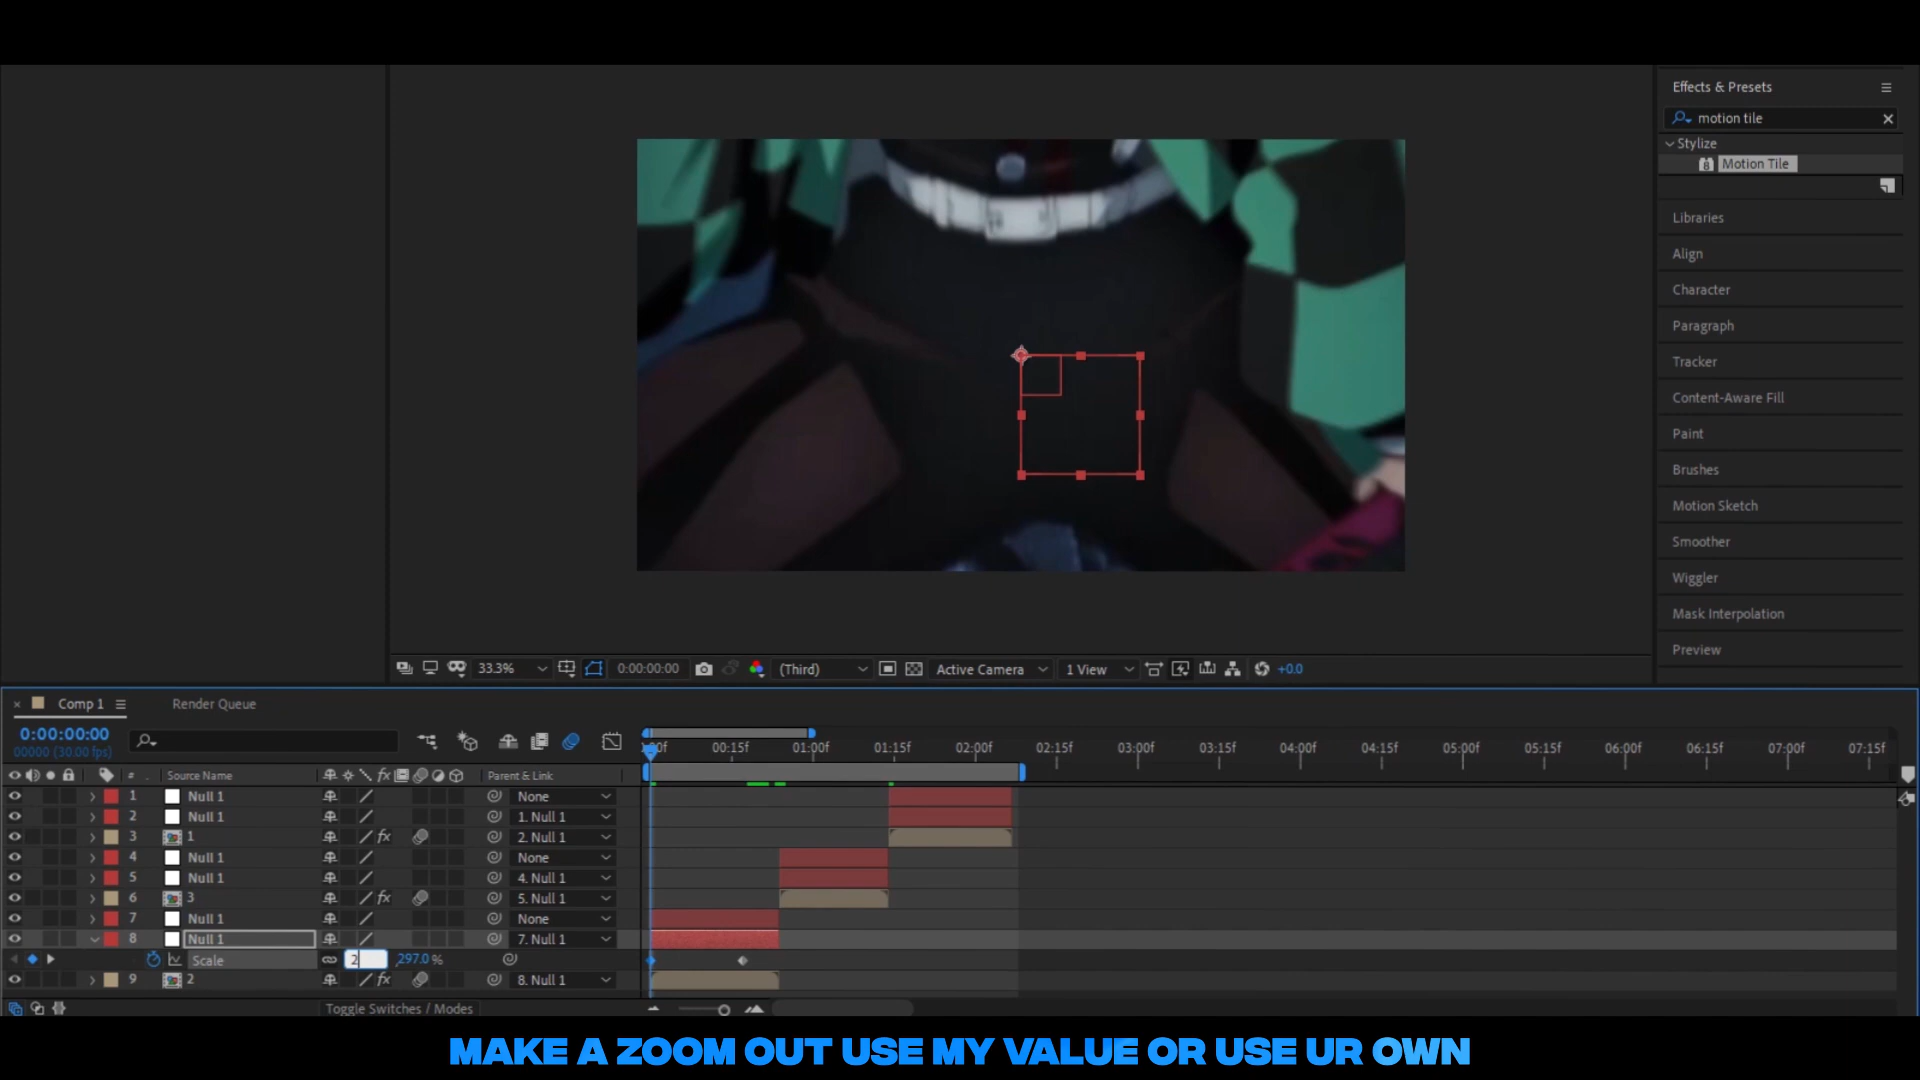 Effects & Presets
motion tile
Stylize
Motion Tile
Libraries
Align
Character
Paragraph
Tracker
Content-Aware Fill
Paint
Brushes
Motion Sketch
Smoother
Wiggler
Mask Interpolation
Preview
33.3% 0:00:00:00 (Third) Active Camera 1 View +0.0
Comp 1 Render Queue
0:00:00:00
00000 (30.00 fps)
00:15f 01:00f 01:15f 02:00f 02:15f 03:00f 03:15f 04:00f 04:15f 05:00f 05:15f 06:00f 06:15f 07:00f 07:15f
# Source Name fx Parent & Link
1 Null 1 None
2 Null 1 1. Null 1
3 1 fx 2. Null 1
4 Null 1 None
5 Null 1 4. Null 1
6 3 fx 5. Null 1
7 Null 1 None
8 Null 1 7. Null 1
Scale 2 ,297.0 %
9 2 fx 8. Null 1
Toggle Switches / Modes
MAKE A ZOOM OUT USE MY VALUE OR USE UR OWN